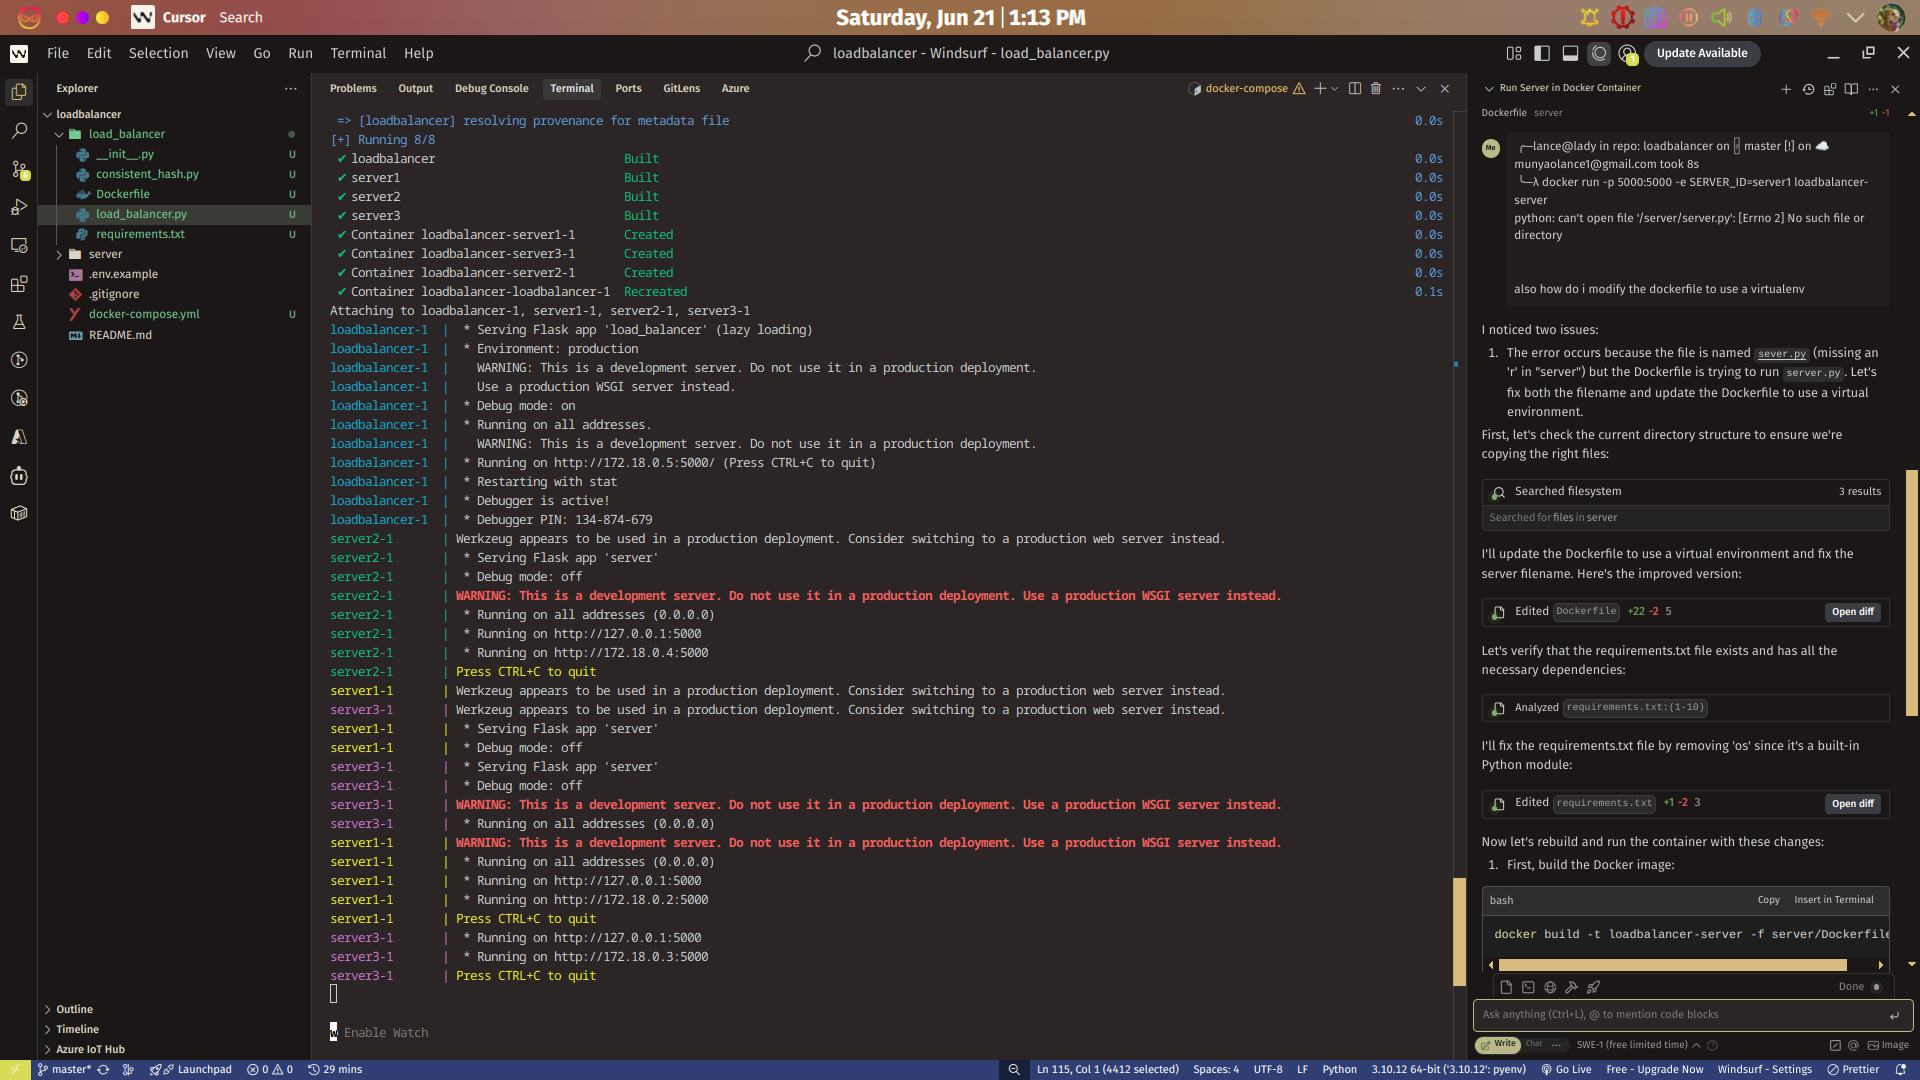 Cursor Search
Saturday, Jun 21 | 1:13 PM
File Edit Selection View Go Run Terminal Help
loadbalancer - Windsurf - load_balancer.py
Update Available
Explorer
loadbalancer
load_balancer
__init__.py U
consistent_hash.py U
Dockerfile U
load_balancer.py U
requirements.txt U
server
.env.example
.gitignore
docker-compose.yml U
README.md
Outline
Timeline
Azure IoT Hub
Problems Output Debug Console Terminal Ports GitLens Azure
docker-compose
=> [loadbalancer] resolving provenance for metadata file 0.0s
[+] Running 8/8
✔ loadbalancer Built 0.0s
✔ server1 Built 0.0s
✔ server2 Built 0.0s
✔ server3 Built 0.0s
✔ Container loadbalancer-server1-1 Created 0.0s
✔ Container loadbalancer-server3-1 Created 0.0s
✔ Container loadbalancer-server2-1 Created 0.0s
✔ Container loadbalancer-loadbalancer-1 Recreated 0.1s
Attaching to loadbalancer-1, server1-1, server2-1, server3-1
loadbalancer-1 | * Serving Flask app 'load_balancer' (lazy loading)
loadbalancer-1 | * Environment: production
loadbalancer-1 | WARNING: This is a development server. Do not use it in a production deployment.
loadbalancer-1 | Use a production WSGI server instead.
loadbalancer-1 | * Debug mode: on
loadbalancer-1 | * Running on all addresses.
loadbalancer-1 | WARNING: This is a development server. Do not use it in a production deployment.
loadbalancer-1 | * Running on http://172.18.0.5:5000/ (Press CTRL+C to quit)
loadbalancer-1 | * Restarting with stat
loadbalancer-1 | * Debugger is active!
loadbalancer-1 | * Debugger PIN: 134-874-679
server2-1 | Werkzeug appears to be used in a production deployment. Consider switching to a production web server instead.
server2-1 | * Serving Flask app 'server'
server2-1 | * Debug mode: off
server2-1 | WARNING: This is a development server. Do not use it in a production deployment. Use a production WSGI server instead.
server2-1 | * Running on all addresses (0.0.0.0)
server2-1 | * Running on http://127.0.0.1:5000
server2-1 | * Running on http://172.18.0.4:5000
server2-1 | Press CTRL+C to quit
server1-1 | Werkzeug appears to be used in a production deployment. Consider switching to a production web server instead.
server3-1 | Werkzeug appears to be used in a production deployment. Consider switching to a production web server instead.
server1-1 | * Serving Flask app 'server'
server1-1 | * Debug mode: off
server3-1 | * Serving Flask app 'server'
server3-1 | * Debug mode: off
server3-1 | WARNING: This is a development server. Do not use it in a production deployment. Use a production WSGI server instead.
server3-1 | * Running on all addresses (0.0.0.0)
server1-1 | WARNING: This is a development server. Do not use it in a production deployment. Use a production WSGI server instead.
server1-1 | * Running on all addresses (0.0.0.0)
server1-1 | * Running on http://127.0.0.1:5000
server1-1 | * Running on http://172.18.0.2:5000
server1-1 | Press CTRL+C to quit
server3-1 | * Running on http://127.0.0.1:5000
server3-1 | * Running on http://172.18.0.3:5000
server3-1 | Press CTRL+C to quit
w Enable Watch
Run Server in Docker Container
Dockerfile server +1 -1
Me
╭─lance@lady in repo: loadbalancer on master [!] on ☁️
munyaolance1@gmail.com took 8s
╰─λ docker run -p 5000:5000 -e SERVER_ID=server1 loadbalancer-
server
python: can't open file '/server/server.py': [Errno 2] No such file or
directory
also how do i modify the dockerfile to use a virtualenv
I noticed two issues:
1. The error occurs because the file is named sever.py (missing an
'r' in "server") but the Dockerfile is trying to run server.py. Let's
fix both the filename and update the Dockerfile to use a virtual
environment.
First, let's check the current directory structure to ensure we're
copying the right files:
Searched filesystem 3 results
Searched for files in server
I'll update the Dockerfile to use a virtual environment and fix the
server filename. Here's the improved version:
Edited Dockerfile +22 -2 5 Open diff
Let's verify that the requirements.txt file exists and has all the
necessary dependencies:
Analyzed requirements.txt:(1-10)
I'll fix the requirements.txt file by removing 'os' since it's a built-in
Python module:
Edited requirements.txt +1 -2 3 Open diff
Now let's rebuild and run the container with these changes:
1. First, build the Docker image:
bash Copy Insert in Terminal
docker build -t loadbalancer-server -f server/Dockerfile
Done
Ask anything (Ctrl+L), @ to mention code blocks
Write Chat ... SWE-1 (free limited time) Image
master* Launchpad 0 0 29 mins
Ln 115, Col 1 (4412 selected) Spaces: 4 UTF-8 LF Python 3.10.12 64-bit ('3.10.12': pyenv) Go Live Free - Upgrade Now Windsurf - Settings Prettier